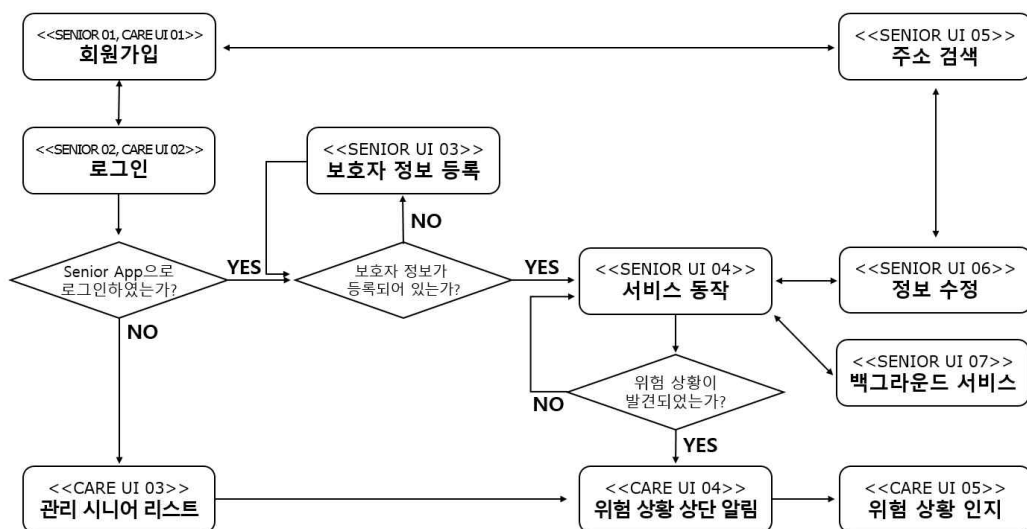 <<SENIOR 01, CARE UI 01>>
회원가입
<<SENIOR UI 05>>
주소 검색
<<SENIOR 02, CARE UI 02>>
로그인
<<SENIOR UI 03>>
보호자 정보 등록
NO
Senior App으로
로그인하였는가?
YES
보호자 정보가
등록되어 있는가?
YES
<<SENIOR UI 04>>
서비스 동작
<<SENIOR UI 06>>
정보 수정
NO
<<SENIOR UI 07>>
백그라운드 서비스
위험 상황이
발견되었는가?
NO
YES
<<CARE UI 03>>
관리 시니어 리스트
<<CARE UI 04>>
위험 상황 상단 알림
<<CARE UI 05>>
위험 상황 인지